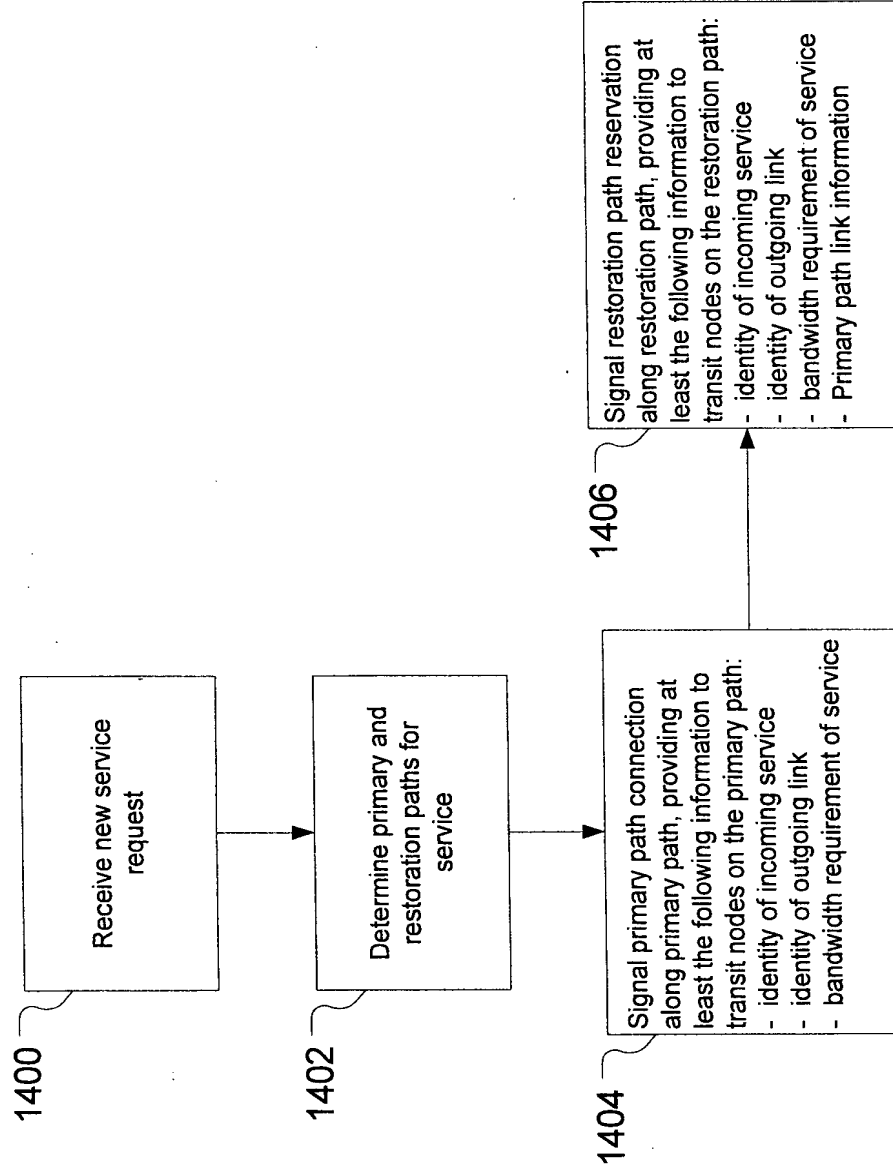 1400
Receive new service
request
1402
Determine primary and
restoration paths for
service
1404
Signal primary path connection
along primary path, providing at
least the following information to
transit nodes on the primary path:
- identity of incoming service
- identity of outgoing link
- bandwidth requirement of service
1406
Signal restoration path reservation
along restoration path, providing at
least the following information to
transit nodes on the restoration path:
- identity of incoming service
- identity of outgoing link
- bandwidth requirement of service
- Primary path link information